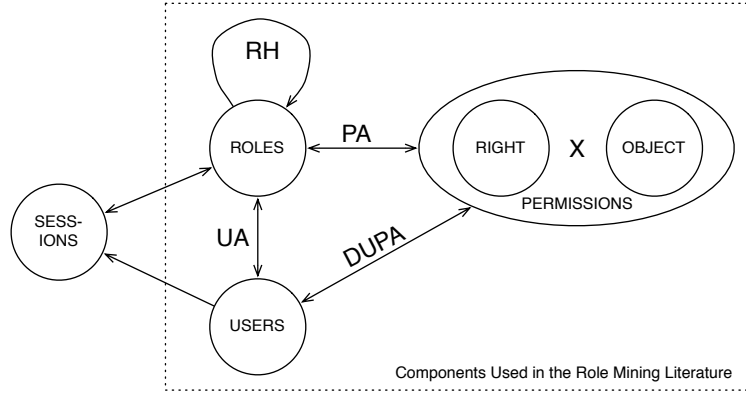 RH
ROLES
PA
RIGHT
X
OBJECT
PERMISSIONS
SESS-
IONS
UA
DUPA
USERS
Components Used in the Role Mining Literature